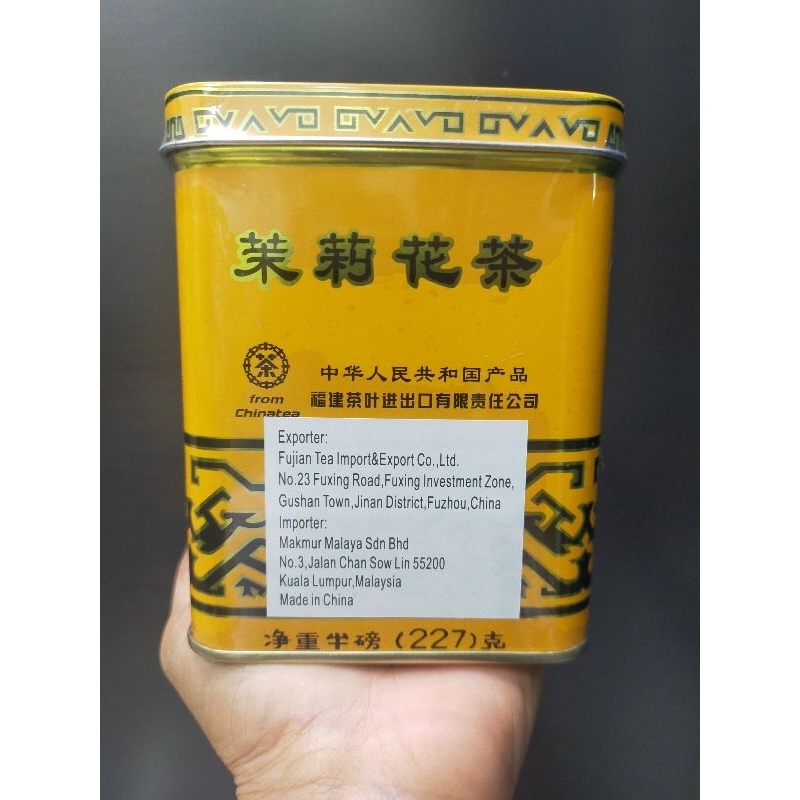 茉莉花茶
茶
中华人民共和国产品
from
福建茶叶进出口有限责任公司
Chinatea
Exporter:
Fujian Tea Import&Export Co.,Ltd.
No.23 Fuxing Road,Fuxing Investment Zone,
Gushan Town,Jinan District,Fuzhou,China
Importer:
Makmur Malaya Sdn Bhd
No.3,Jalan Chan Sow Lin 55200
Kuala Lumpur,Malaysia
Made in China
净重半磅(227)克